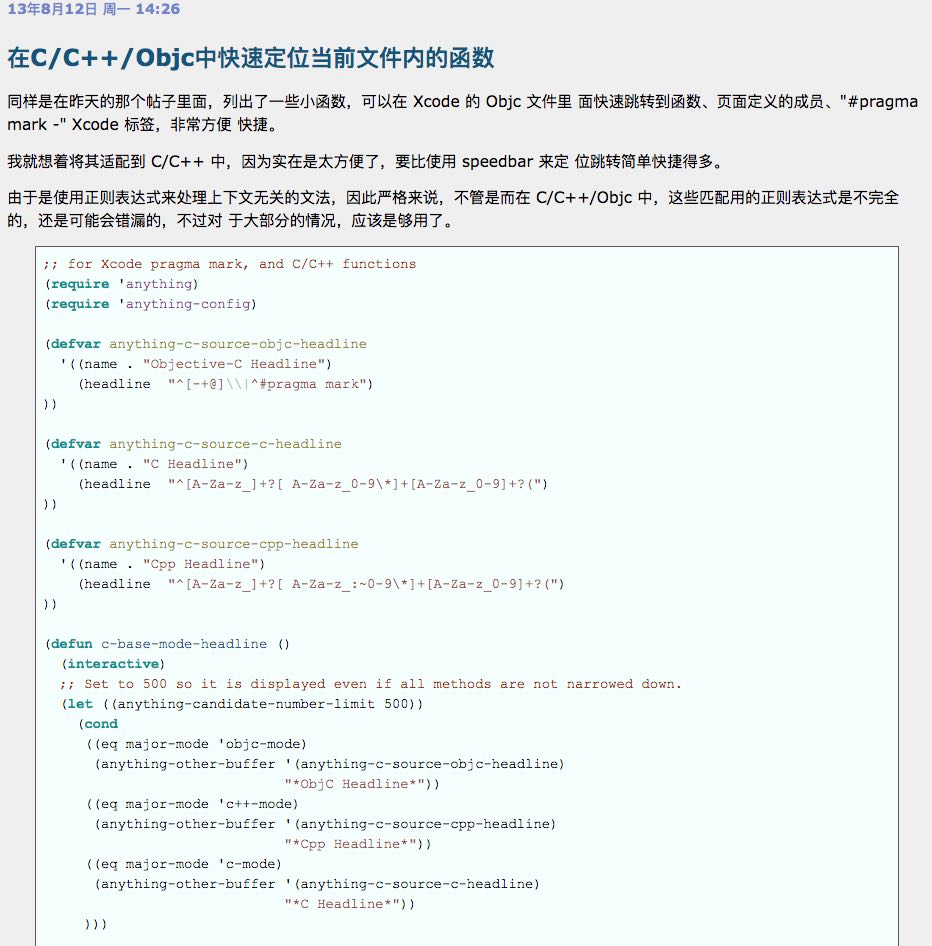 13年8月12日 周一 14:26
在C/C++/Objc中快速定位当前文件内的函数
同样是在昨天的那个帖子里面，列出了一些小函数，可以在 Xcode 的 Objc 文件里 面快速跳转到函数、页面定义的成员、"#pragma
mark -" Xcode 标签，非常方便 快捷。
我就想着将其适配到 C/C++ 中，因为实在是太方便了，要比使用 speedbar 来定 位跳转简单快捷得多。
由于是使用正则表达式来处理上下文无关的文法，因此严格来说，不管是而在 C/C++/Objc 中，这些匹配用的正则表达式是不完全
的，还是可能会错漏的，不过对 于大部分的情况，应该是够用了。
;; for Xcode pragma mark, and C/C++ functions
(require 'anything)
(require 'anything-config)
(defvar anything-c-source-objc-headline
  '((name . "Objective-C Headline")
    (headline  "^[-+@]\\|^#pragma mark")
))
(defvar anything-c-source-c-headline
  '((name . "C Headline")
    (headline  "^[A-Za-z_]+?[ A-Za-z_0-9\*]+[A-Za-z_0-9]+?(")
))
(defvar anything-c-source-cpp-headline
  '((name . "Cpp Headline")
    (headline  "^[A-Za-z_]+?[ A-Za-z_:~0-9\*]+[A-Za-z_0-9]+?(")
))
(defun c-base-mode-headline ()
  (interactive)
  ;; Set to 500 so it is displayed even if all methods are not narrowed down.
  (let ((anything-candidate-number-limit 500))
    (cond
     ((eq major-mode 'objc-mode)
      (anything-other-buffer '(anything-c-source-objc-headline)
                             "*ObjC Headline*"))
     ((eq major-mode 'c++-mode)
      (anything-other-buffer '(anything-c-source-cpp-headline)
                             "*Cpp Headline*"))
     ((eq major-mode 'c-mode)
      (anything-other-buffer '(anything-c-source-c-headline)
                             "*C Headline*"))
     )))